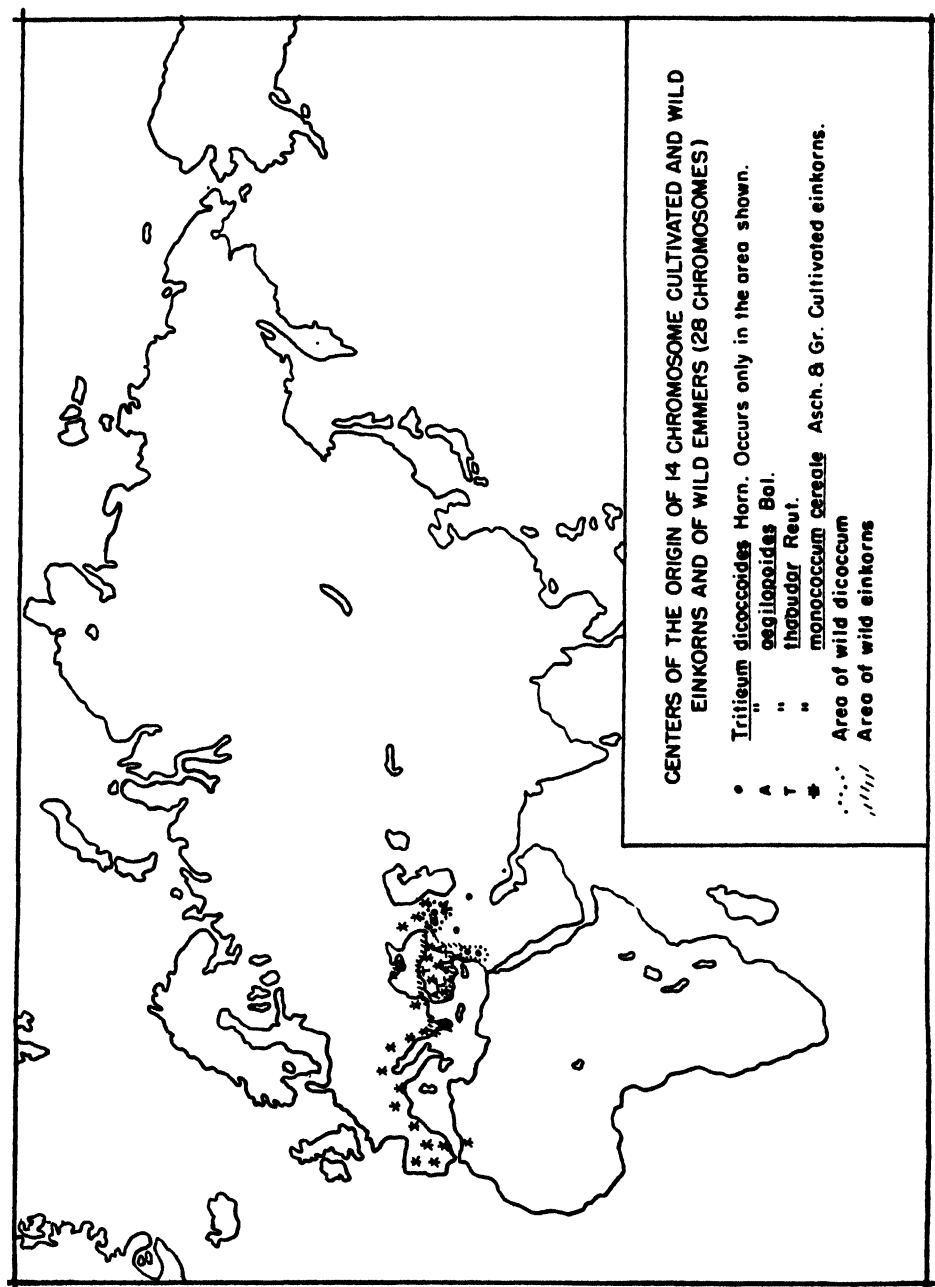 CENTERS OF THE ORIGIN OF 14 CHROMOSOME CULTIVATED AND WILD
EINKORNS AND OF WILD EMMERS (28 CHROMOSOMES)
• Triticum dicoccoides Horn. Occurs only in the area shown.
A " aegilopoides Bal.
T " thaoudar Reut.
* " monococcum cereale Asch. & Gr. Cultivated einkorns.
Area of wild dicoccum
Area of wild einkorns